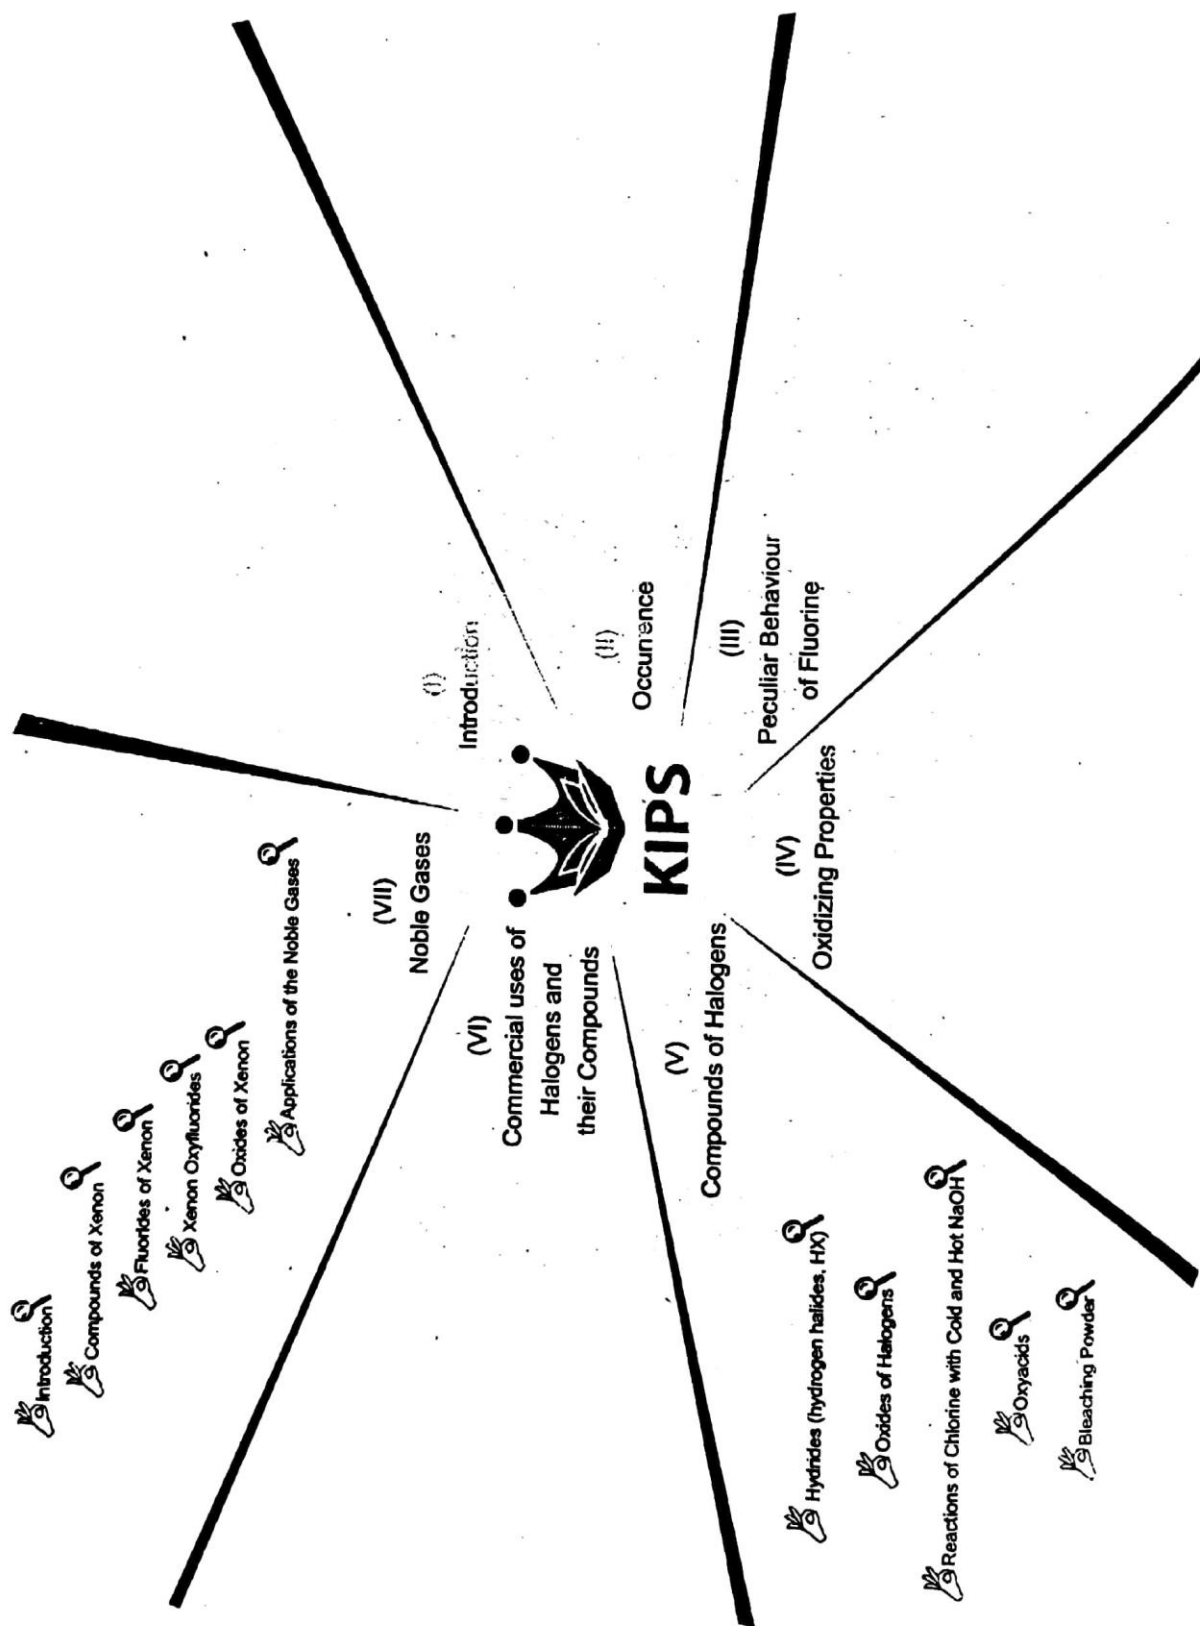 (I)
Introduction
(II)
Occurrence
(III)
Peculiar Behaviour
of Fluorine
(IV)
Oxidizing Properties
(V)
Compounds of Halogens
Hydrides (hydrogen halides, HX)
Oxides of Halogens
Reactions of Chlorine with Cold and Hot NaOH
Oxyacids
Bleaching Powder
(VI)
Commercial uses of
Halogens and
their Compounds
(VII)
Noble Gases
Introduction
Compounds of Xenon
Fluorides of Xenon
Xenon Oxyfluorides
Oxides of Xenon
Applications of the Noble Gases
KIPS